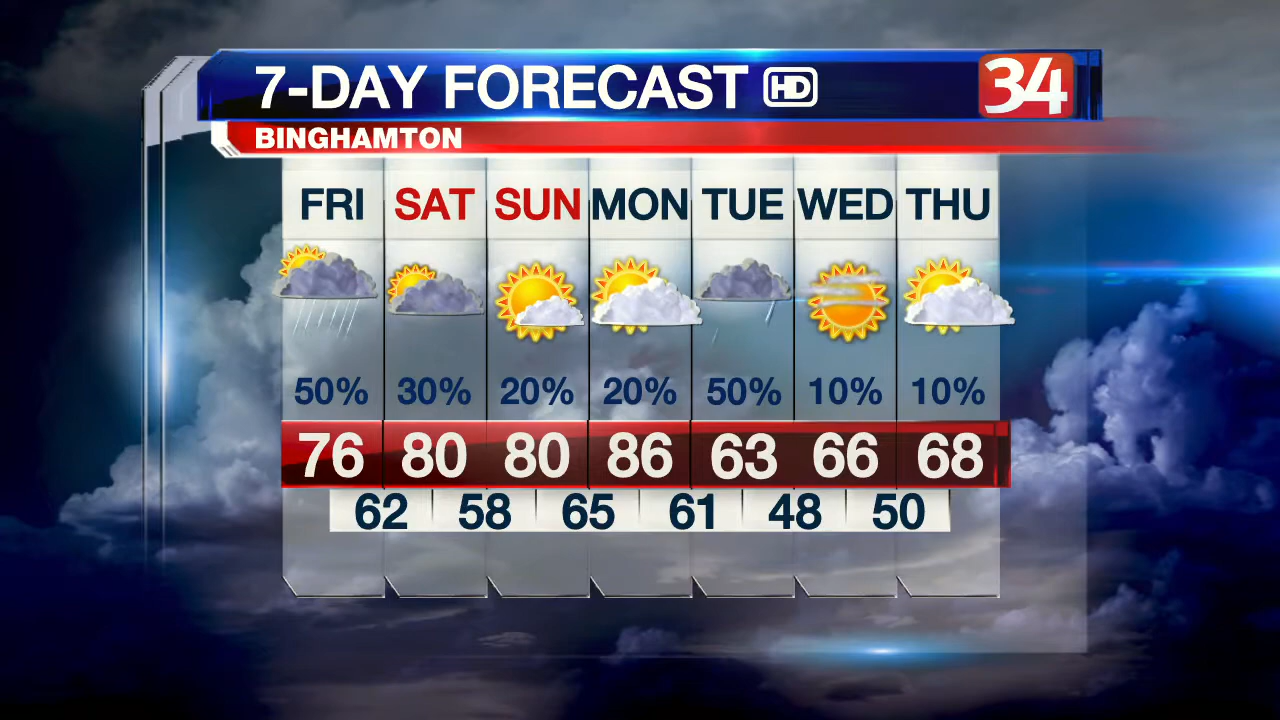 7-DAY FORECAST HD 34
BINGHAMTON
FRI SAT SUN MON TUE WED THU
50% 30% 20% 20% 50% 10% 10%
76 80 80 86 63 66 68
62 58 65 61 48 50